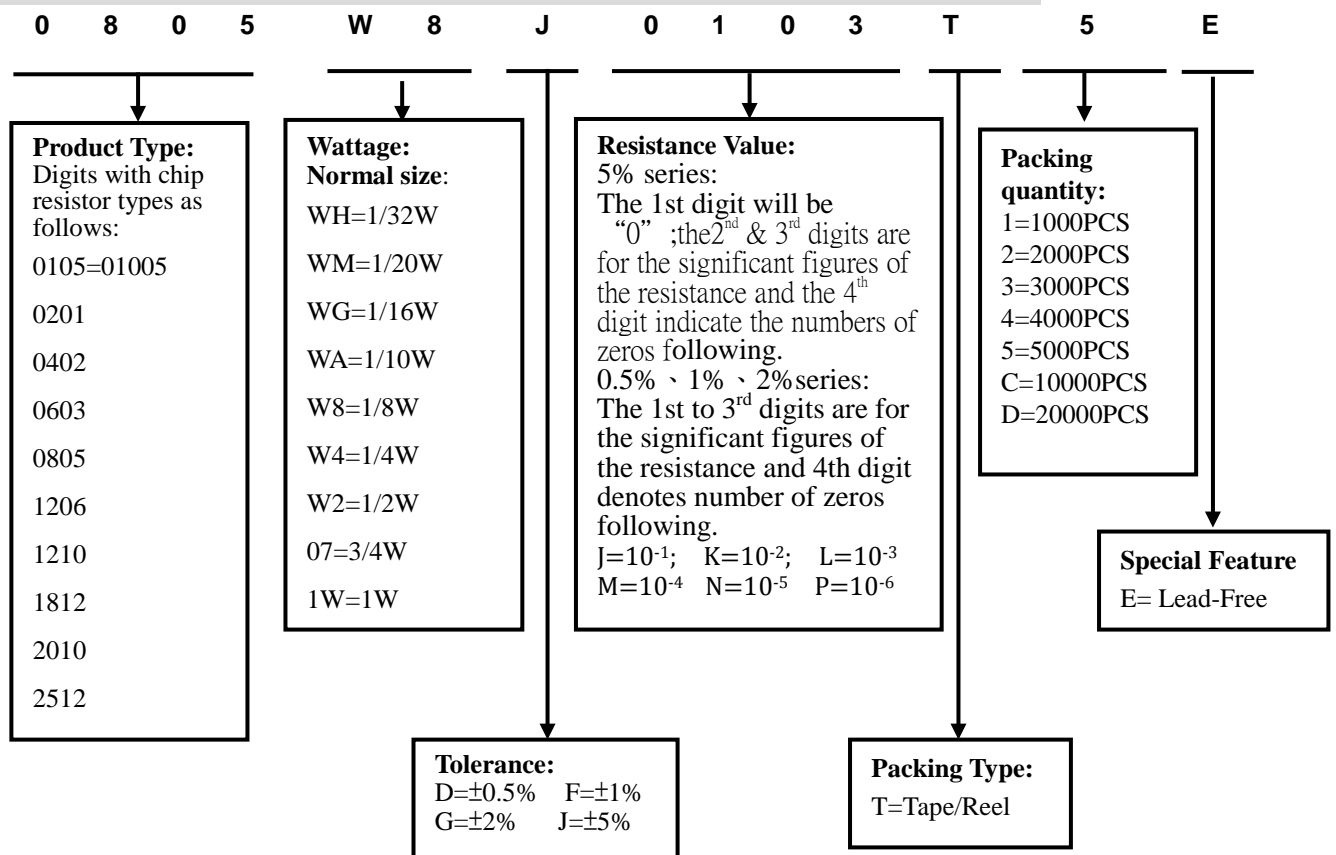 0 8 0 5 W 8 J 0 1 0 3 T 5 E
Product Type:
Digits with chip
resistor types as
follows:
0105=01005
0201
0402
0603
0805
1206
1210
1812
2010
2512
Wattage:
Normal size:
WH=1/32W
WM=1/20W
WG=1/16W
WA=1/10W
W8=1/8W
W4=1/4W
W2=1/2W
07=3/4W
1W=1W
Resistance Value:
5% series:
The 1st digit will be
“0” ;the2nd & 3rd digits are
for the significant figures of
the resistance and the 4th
digit indicate the numbers of
zeros following.
0.5%、1%、2%series:
The 1st to 3rd digits are for
the significant figures of
the resistance and 4th digit
denotes number of zeros
following.
J=10-1; K=10-2; L=10-3
M=10-4 N=10-5 P=10-6
Packing
quantity:
1=1000PCS
2=2000PCS
3=3000PCS
4=4000PCS
5=5000PCS
C=10000PCS
D=20000PCS
Special Feature
E= Lead-Free
Tolerance:
D=±0.5% F=±1%
G=±2% J=±5%
Packing Type:
T=Tape/Reel